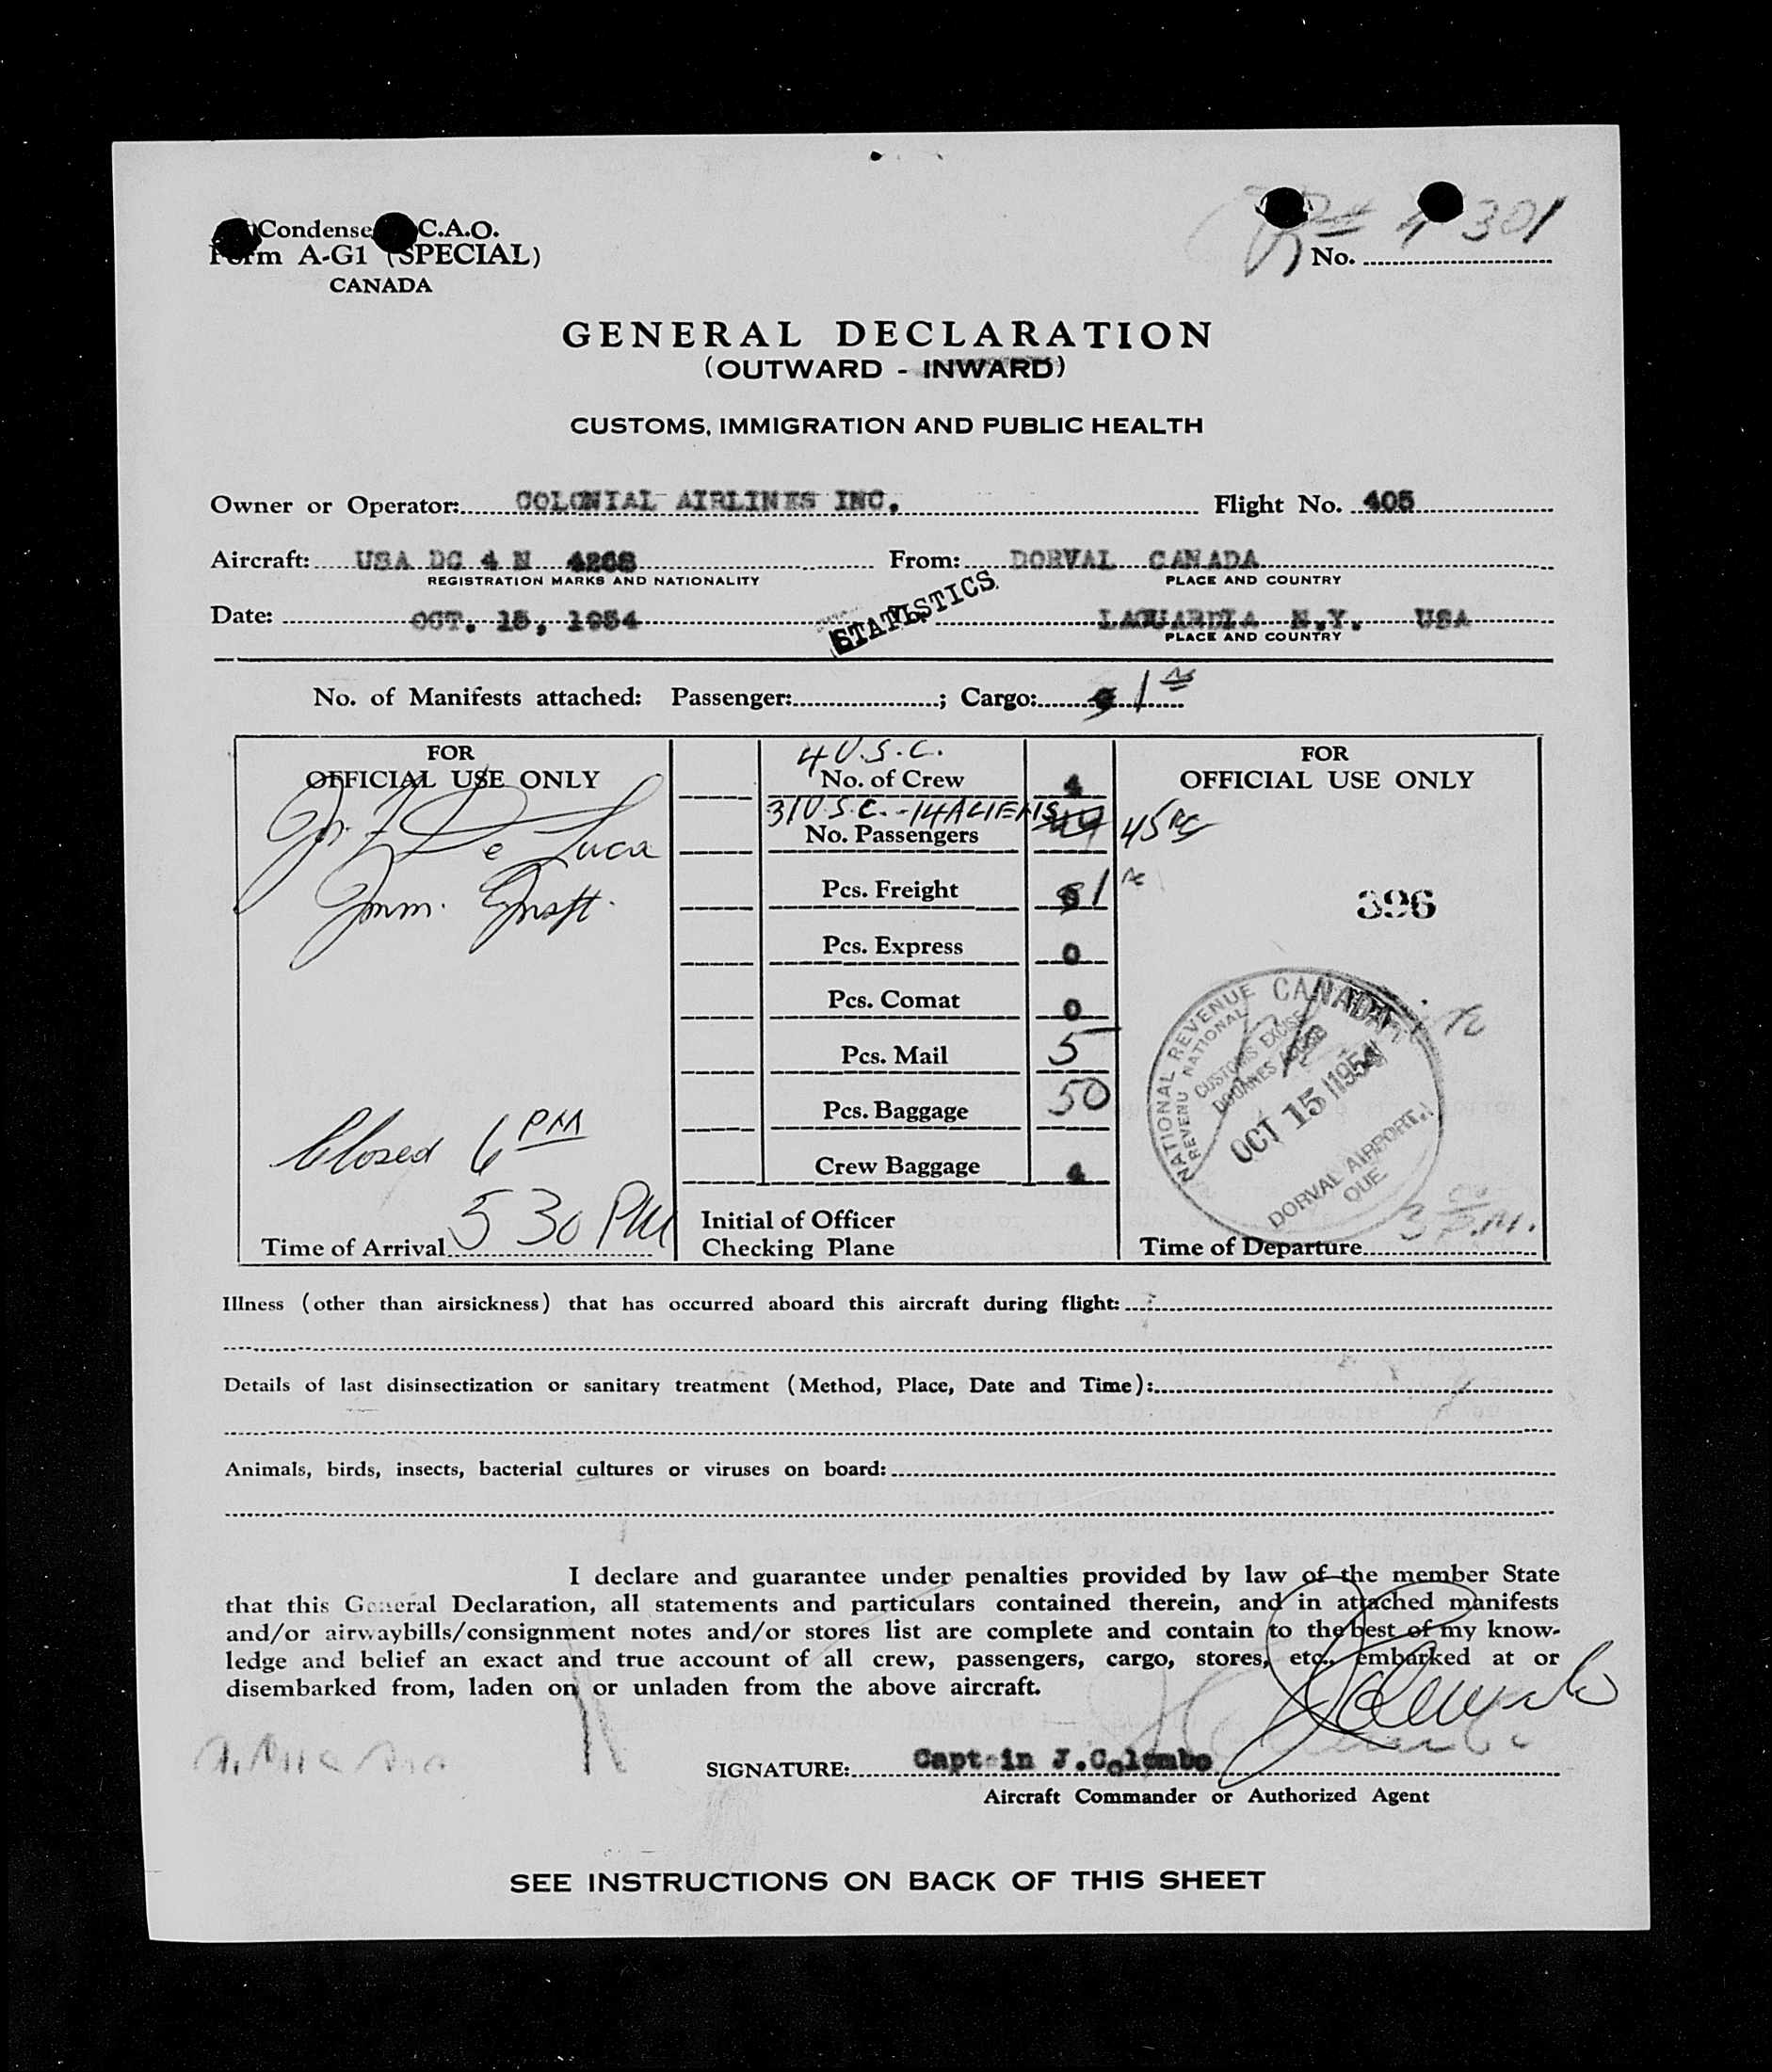 Condense C.A.O.
Form A-G1 (SPECIAL)
CANADA
301
No.
GENERAL DECLARATION
(OUTWARD - INWARD)
CUSTOMS, IMMIGRATION AND PUBLIC HEALTH
Owner or Operator: COLONIAL AIRLINES INC. Flight No. 405
Aircraft: USA DC 4 N 4268 From: DORVAL CANADA
REGISTRATION MARKS AND NATIONALITY PLACE AND COUNTRY
Date: OCT. 15, 1954 STATISTICS LAGUARDIA N.Y. USA
PLACE AND COUNTRY
No. of Manifests attached: Passenger: ; Cargo: 1
FOR
OFFICIAL USE ONLY
De Luca
Imm. Inspt.
Closed 6 PM
Time of Arrival 5 30 PM
4 U.S.C.
No. of Crew 4
31 U.S.C. - 14 ALIENS
No. Passengers 45
Pcs. Freight 1
Pcs. Express 0
Pcs. Comat 0
Pcs. Mail 5
Pcs. Baggage 50
Crew Baggage 4
Initial of Officer
Checking Plane
FOR
OFFICIAL USE ONLY
396
NATIONAL REVENUE CANADA
REVENU NATIONAL
CUSTOMS EXCISE
DOUANES ACCISE
OCT 15 1954
DORVAL AIRPORT,
QUE.
Time of Departure P.M.
Illness (other than airsickness) that has occurred aboard this aircraft during flight:
Details of last disinsectization or sanitary treatment (Method, Place, Date and Time):
Animals, birds, insects, bacterial cultures or viruses on board:
I declare and guarantee under penalties provided by law of the member State
that this General Declaration, all statements and particulars contained therein, and in attached manifests
and/or airwaybills/consignment notes and/or stores list are complete and contain to the best of my know-
ledge and belief an exact and true account of all crew, passengers, cargo, stores, etc., embarked at or
disembarked from, laden on or unladen from the above aircraft.
SIGNATURE: Captain J. Colombo
Aircraft Commander or Authorized Agent
SEE INSTRUCTIONS ON BACK OF THIS SHEET